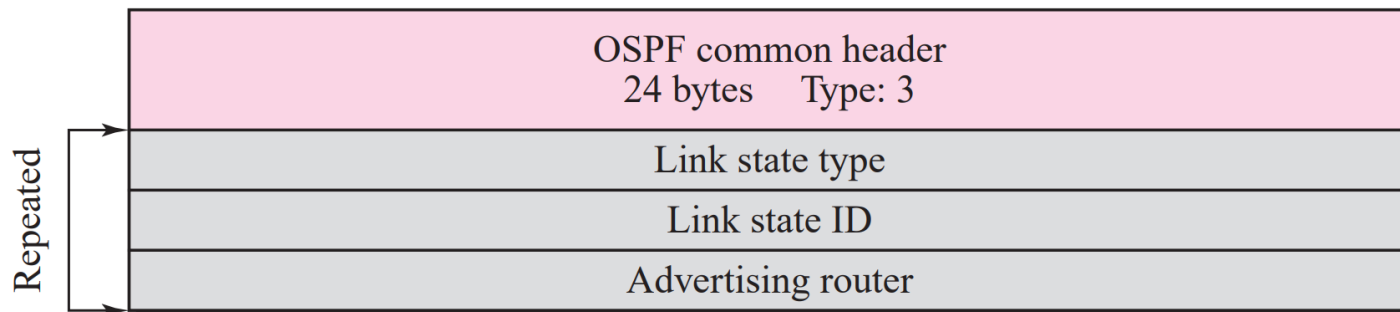 OSPF common header
24 bytes Type: 3
Repeated
Link state type
Link state ID
Advertising router